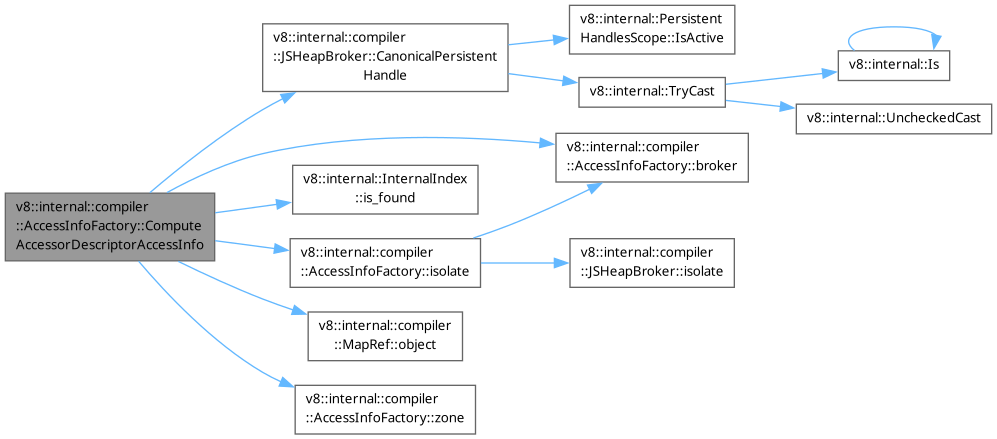 v8::internal::compiler
::AccessInfoFactory::Compute
AccessorDescriptorAccessInfo
v8::internal::compiler
::JSHeapBroker::CanonicalPersistent
Handle
v8::internal::Persistent
HandlesScope::IsActive
v8::internal::TryCast
v8::internal::Is
v8::internal::UncheckedCast
v8::internal::compiler
::AccessInfoFactory::broker
v8::internal::InternalIndex
::is_found
v8::internal::compiler
::AccessInfoFactory::isolate
v8::internal::compiler
::JSHeapBroker::isolate
v8::internal::compiler
::MapRef::object
v8::internal::compiler
::AccessInfoFactory::zone